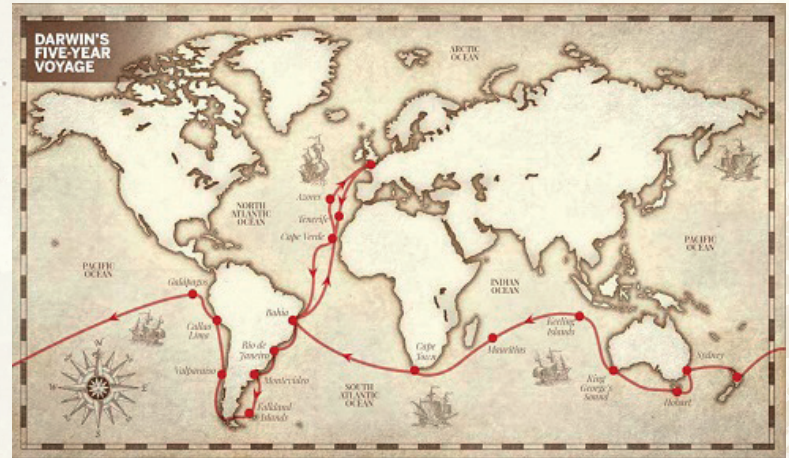 DARWIN'S
FIVE-YEAR
VOYAGE
ARCTIC
OCEAN
NORTH
ATLANTIC
OCEAN
Azores
Tenerife
Cape Verde
PACIFIC
OCEAN
PACIFIC
OCEAN
INDIAN
OCEAN
Galápagos
Callao
Lima
Bahia
Rio de
Janeiro
Valparaiso
Montevideo
Falkland
Islands
SOUTH
ATLANTIC
OCEAN
Cape
Town
Mauritius
Keeling
Islands
King
George's
Sound
Sydney
Hobart
N
E
S
W